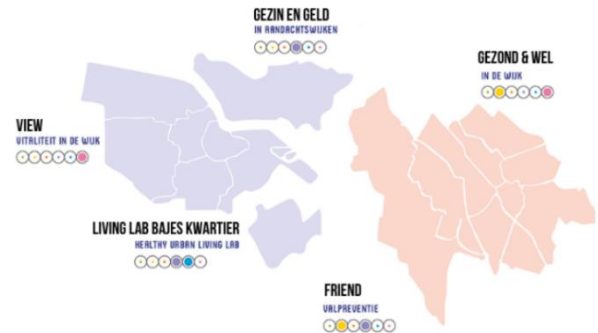 GEZIN EN GELD
IN AANDACHTSWIJKEN
GEZOND & WEL
IN DE WIJK
VIEW
VITALITEIT IN DE WIJK
LIVING LAB BAJES KWARTIER
HEALTHY URBAN LIVING LAB
FRIEND
VALPREVENTIE